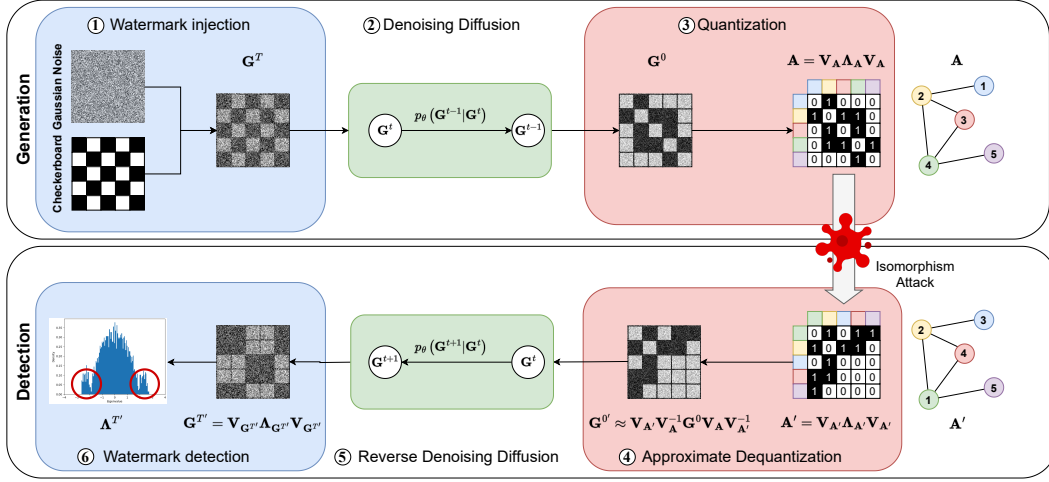 Generation
① Watermark injection
② Denoising Diffusion
③ Quantization
Gaussian Noise
Checkerboard
G^T
p_θ (G^{t-1}|G^t)
G^t
G^{t-1}
G^0
A = V_A Λ_A V_A
0 1 0 0 0
1 0 1 1 0
0 1 0 1 0
0 1 1 0 1
0 0 0 1 0
A
1
2
3
4
5
Isomorphism
Attack
Detection
Λ^{T'}
G^{T'} = V_{G^{T'}} Λ_{G^{T'}} V_{G^{T'}}
p_θ (G^{t+1}|G^t)
G^{t+1}
G^t
G^{0'} ≈ V_{A'} V_A^{-1} G^0 V_A V_{A'}^{-1}
0 1 0 1 1
1 0 1 1 0
0 1 0 0 0
1 1 0 0 0
1 0 0 0 0
A' = V_{A'} Λ_{A'} V_{A'}
3
2
4
1
5
A'
⑥ Watermark detection
⑤ Reverse Denoising Diffusion
④ Approximate Dequantization